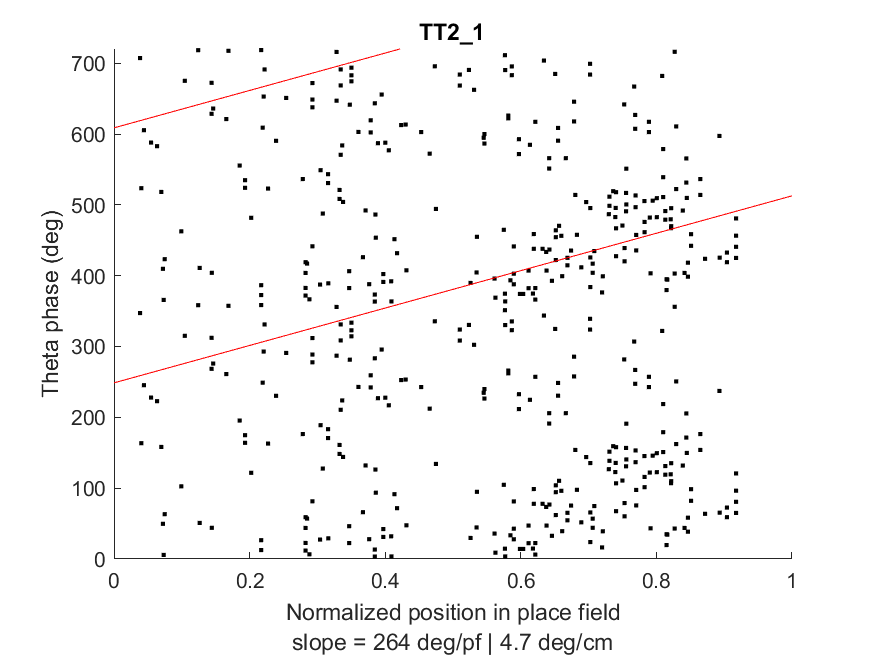 TT2_1
700
600
500
400
300
200
100
0
Theta phase (deg)
0 0.2 0.4 0.6 0.8 1
Normalized position in place field
slope = 264 deg/pf | 4.7 deg/cm